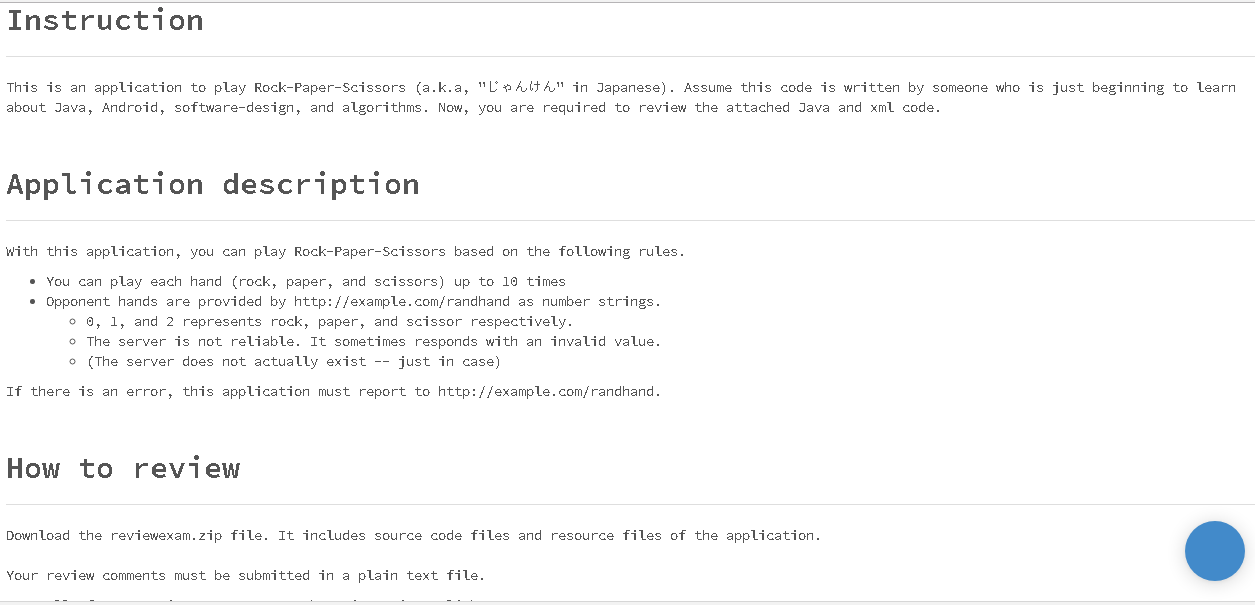 Instruction
This is an application to play Rock-Paper-Scissors (a.k.a, "じゃんけん" in Japanese). Assume this code is written by someone who is just beginning to learn
about Java, Android, software-design, and algorithms. Now, you are required to review the attached Java and xml code.
Application description
With this application, you can play Rock-Paper-Scissors based on the following rules.
You can play each hand (rock, paper, and scissors) up to 10 times
Opponent hands are provided by http://example.com/randhand as number strings.
0, 1, and 2 represents rock, paper, and scissor respectively.
The server is not reliable. It sometimes responds with an invalid value.
(The server does not actually exist -- just in case)
If there is an error, this application must report to http://example.com/randhand.
How to review
Download the reviewexam.zip file. It includes source code files and resource files of the application.
Your review comments must be submitted in a plain text file.